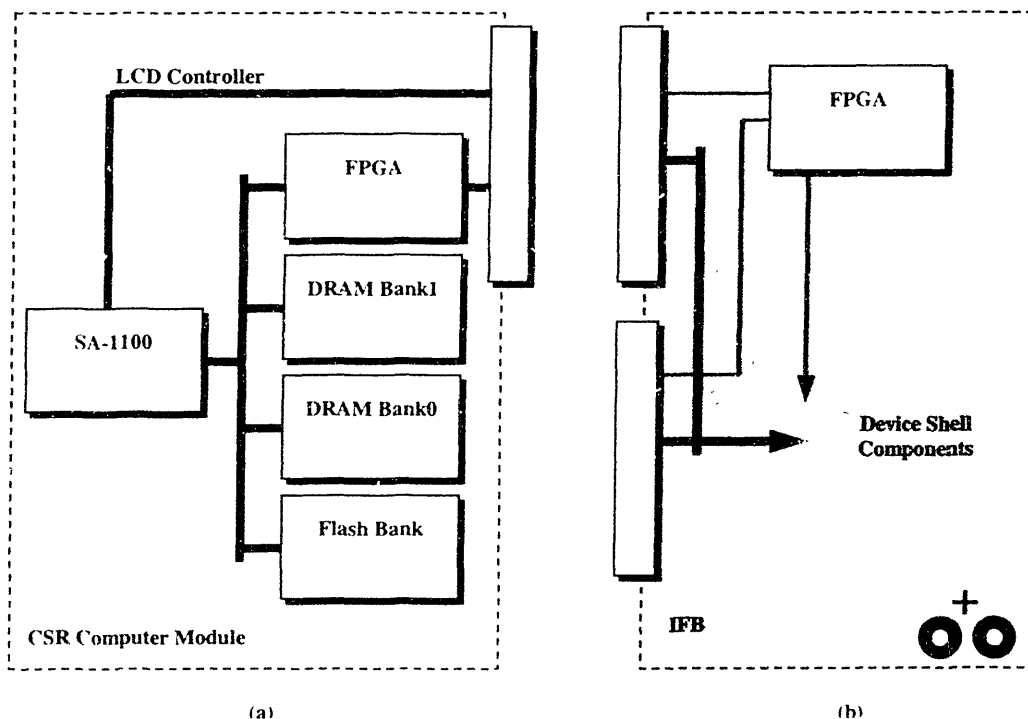 LCD Controller
FPGA
DRAM Bank1
SA-1100
DRAM Bank0
Flash Bank
CSR Computer Module
(a)
FPGA
Device Shell
Components
IFB
(b)